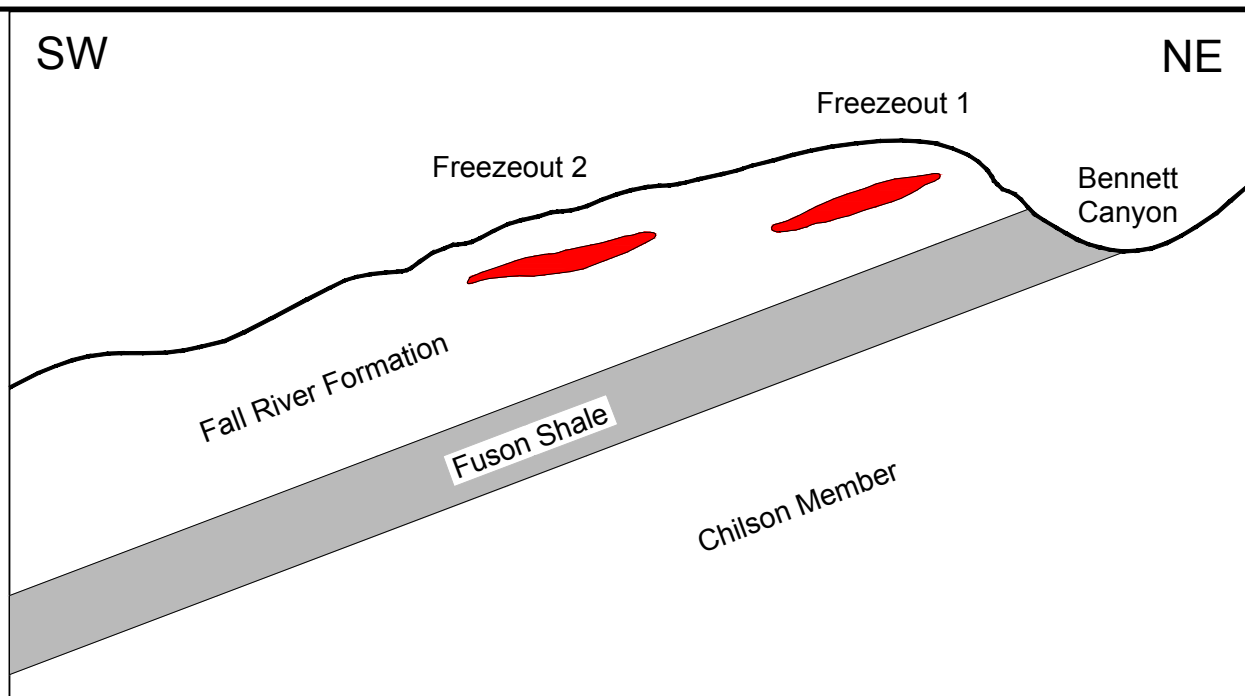 SW
NE
Freezeout 1
Freezeout 2
Bennett
Canyon
Fall River Formation
Fuson Shale
Chilson Member